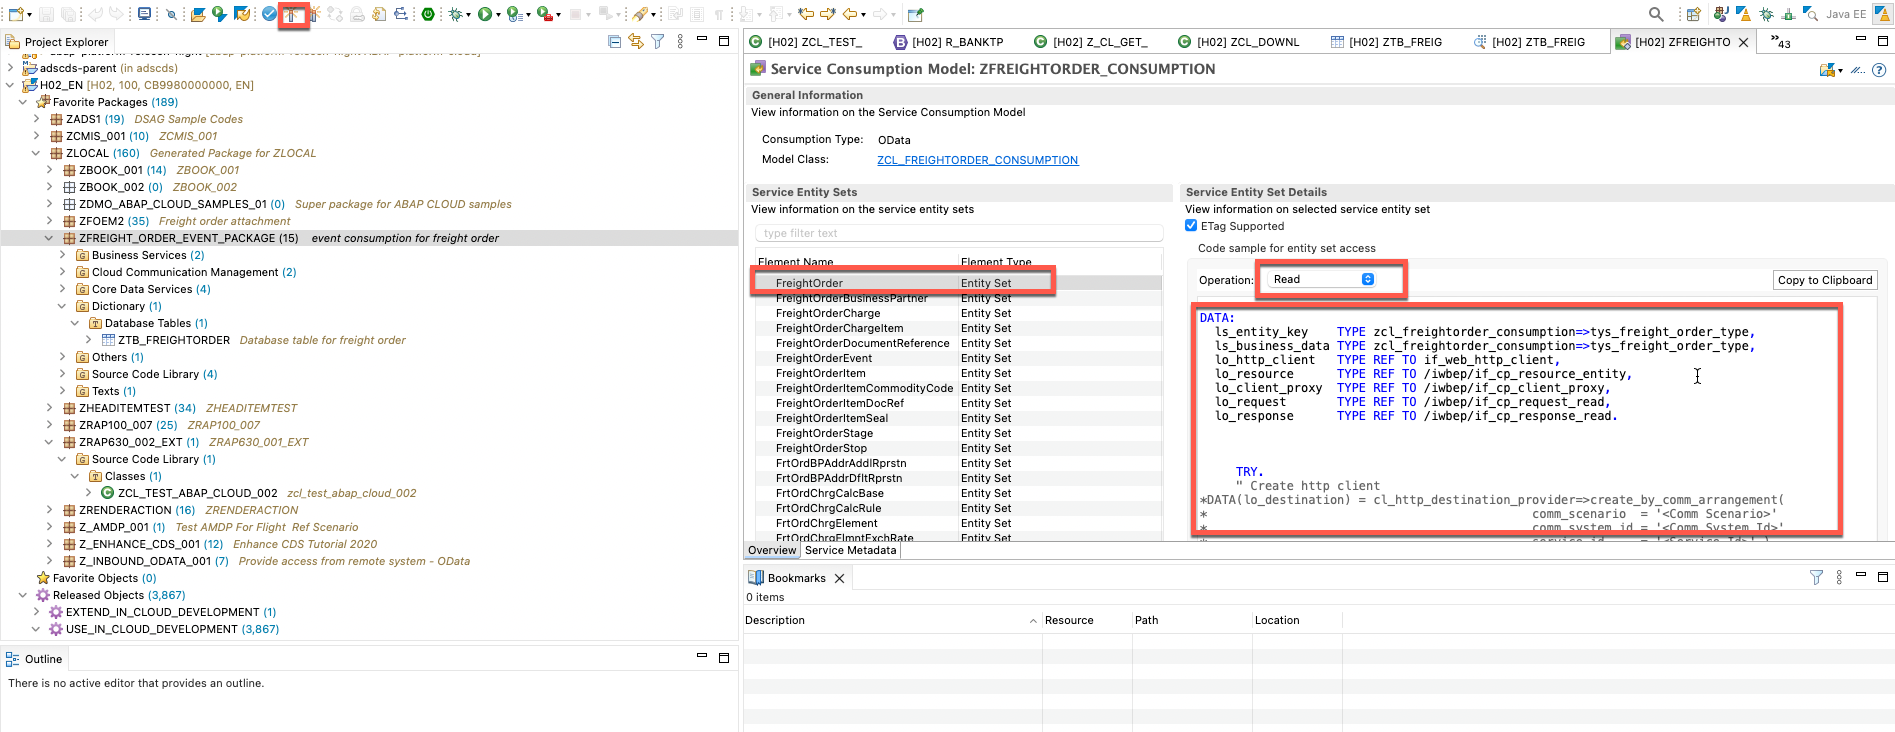 Java EE
Project Explorer
adscds-parent (in adscds)
H02_EN [H02, 100, CB9980000000, EN]
Favorite Packages (189)
ZADS1 (19) DSAG Sample Codes
ZCMIS_001 (10) ZCMIS_001
ZLOCAL (160) Generated Package for ZLOCAL
ZBOOK_001 (14) ZBOOK_001
ZBOOK_002 (0) ZBOOK_002
ZDMO_ABAP_CLOUD_SAMPLES_01 (0) Super package for ABAP CLOUD samples
ZFOEM2 (35) Freight order attachment
ZFREIGHT_ORDER_EVENT_PACKAGE (15) event consumption for freight order
Business Services (2)
Cloud Communication Management (2)
Core Data Services (4)
Dictionary (1)
Database Tables (1)
ZTB_FREIGHTORDER Database table for freight order
Others (1)
Source Code Library (4)
Texts (1)
ZHEADITEMTEST (34) ZHEADITEMTEST
ZRAP100_007 (25) ZRAP100_007
ZRAP630_002_EXT (1) ZRAP630_001_EXT
Source Code Library (1)
Classes (1)
ZCL_TEST_ABAP_CLOUD_002 zcl_test_abap_cloud_002
ZRENDERACTION (16) ZRENDERACTION
Z_AMDP_001 (1) Test AMDP For Flight Ref Scenario
Z_ENHANCE_CDS_001 (12) Enhance CDS Tutorial 2020
Z_INBOUND_ODATA_001 (7) Provide access from remote system - OData
Favorite Objects (0)
Released Objects (3,867)
EXTEND_IN_CLOUD_DEVELOPMENT (1)
USE_IN_CLOUD_DEVELOPMENT (3,867)
Outline
There is no active editor that provides an outline.
[H02] ZCL_TEST_ [H02] R_BANKTP [H02] Z_CL_GET_ [H02] ZCL_DOWNL [H02] ZTB_FREIG [H02] ZTB_FREIG [H02] ZFREIGHTO 43
Service Consumption Model: ZFREIGHTORDER_CONSUMPTION
General Information
View information on the Service Consumption Model
Consumption Type: OData
Model Class: ZCL_FREIGHTORDER_CONSUMPTION
Service Entity Sets
View information on the service entity sets
type filter text
Element Name Element Type
FreightOrder Entity Set
FreightOrderBusinessPartner Entity Set
FreightOrderCharge Entity Set
FreightOrderChargeItem Entity Set
FreightOrderDocumentReference Entity Set
FreightOrderEvent Entity Set
FreightOrderItem Entity Set
FreightOrderItemCommodityCode Entity Set
FreightOrderItemDocRef Entity Set
FreightOrderItemSeal Entity Set
FreightOrderStage Entity Set
FreightOrderStop Entity Set
FrtOrdBPAddrAddlRprstn Entity Set
FrtOrdBPAddrDfltRprstn Entity Set
FrtOrdChrgCalcBase Entity Set
FrtOrdChrgCalcRule Entity Set
FrtOrdChrgElement Entity Set
FrtOrdChrgElmntExchRate Entity Set
Overview Service Metadata
Service Entity Set Details
View information on selected service entity set
ETag Supported
Code sample for entity set access
Operation: Read Copy to Clipboard
DATA:
ls_entity_key TYPE zcl_freightorder_consumption=>tys_freight_order_type,
ls_business_data TYPE zcl_freightorder_consumption=>tys_freight_order_type,
lo_http_client TYPE REF TO if_web_http_client,
lo_resource TYPE REF TO /iwbep/if_cp_resource_entity,
lo_client_proxy TYPE REF TO /iwbep/if_cp_client_proxy,
lo_request TYPE REF TO /iwbep/if_cp_request_read,
lo_response TYPE REF TO /iwbep/if_cp_response_read.
TRY.
" Create http client
*DATA(lo_destination) = cl_http_destination_provider=>create_by_comm_arrangement(
* comm_scenario = '<Comm Scenario>'
* comm_system_id = '<Comm System Id>'
Bookmarks
0 items
Description Resource Path Location